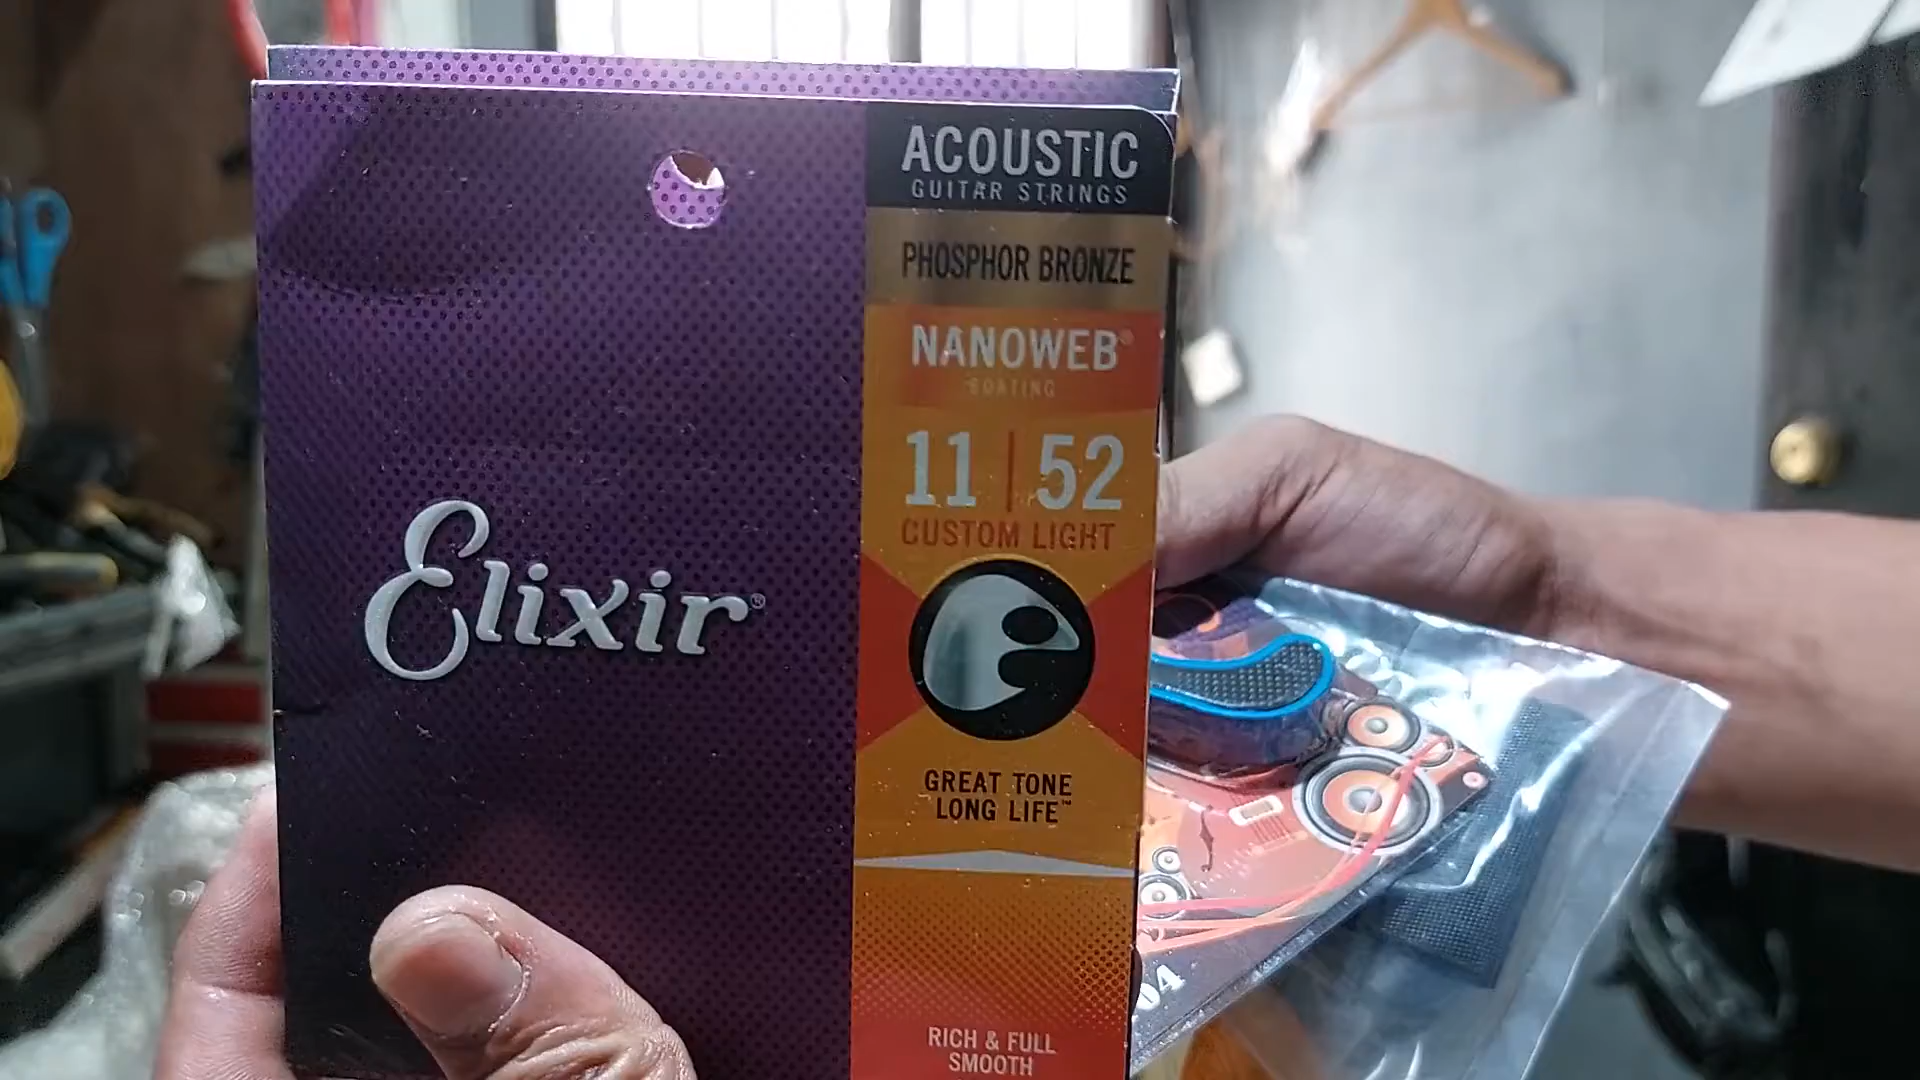 ACOUSTIC
GUITAR STRINGS
PHOSPHOR BRONZE
NANOWEB®
COATING
11 | 52
CUSTOM LIGHT
Elixir®
GREAT TONE
LONG LIFE™
RICH & FULL
SMOOTH
04